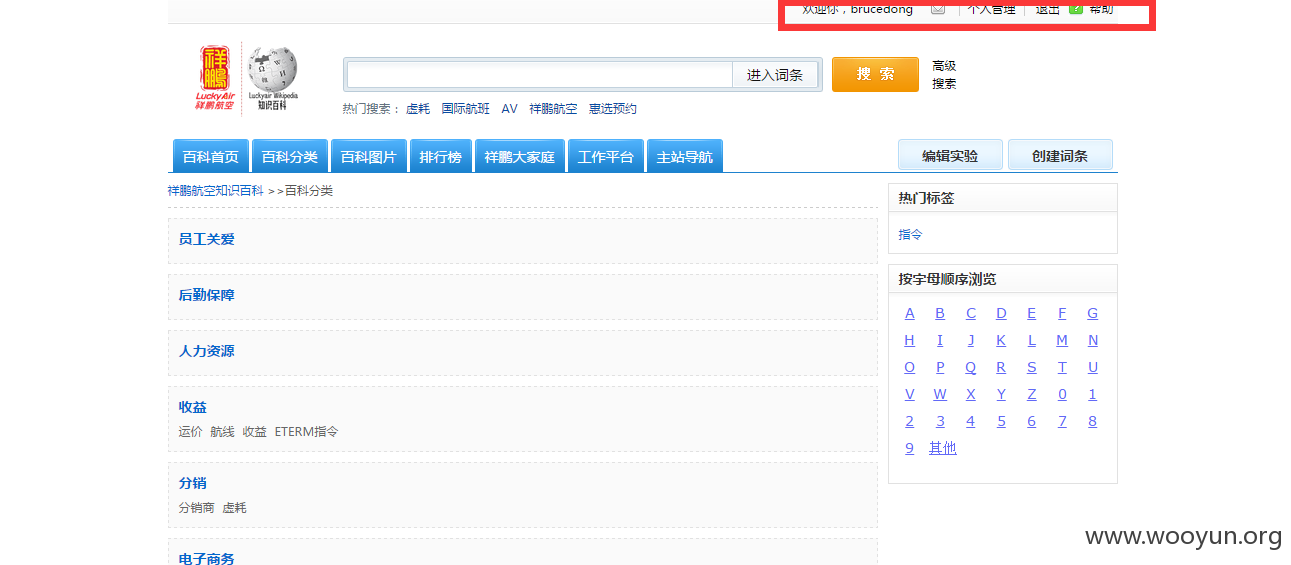 欢迎你，brucedong 个人管理 退出 帮助
祥鹏
LuckyAir
祥鹏航空
Luckyair Wikipedia
知识百科
进入词条
搜 索
高级
搜索
热门搜索： 虚耗 国际航班 AV 祥鹏航空 惠选预约
百科首页 百科分类 百科图片 排行榜 祥鹏大家庭 工作平台 主站导航
编辑实验 创建词条
祥鹏航空知识百科 >>百科分类
员工关爱
后勤保障
人力资源
收益
运价 航线 收益 ETERM指令
分销
分销商 虚耗
电子商务
热门标签
指令
按字母顺序浏览
A B C D E F G
H I J K L M N
O P Q R S T U
V W X Y Z 0 1
2 3 4 5 6 7 8
9 其他
www.wooyun.org